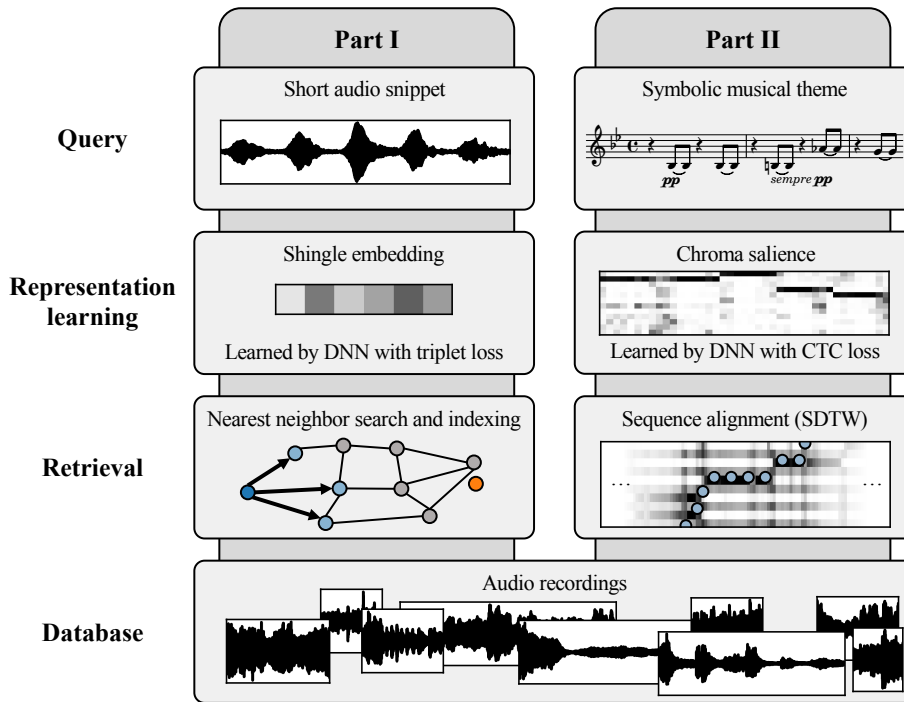 Part I
Part II
Query
Short audio snippet
Symbolic musical theme
pp
sempre pp
Representation
learning
Shingle embedding
Learned by DNN with triplet loss
Chroma salience
Learned by DNN with CTC loss
Retrieval
Nearest neighbor search and indexing
Sequence alignment (SDTW)
...
...
Database
Audio recordings